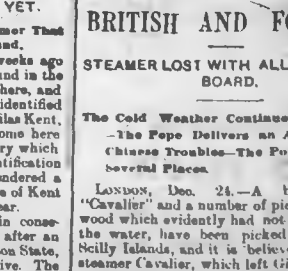 YET.
mer That
nd.
weeks ago
und in the
here, and
identified
ilas Kent,
ome here
ry which
ntification
undered a
s of Kent
ear.
in conse-
after an
on State,
ive. The
BRITISH AND FO
STEAMER LOST WITH ALL
BOARD.
The Cold Weather Continue
—The Pope Delivers an A
Chinese Troubles—The Po
Several Places.
LONDON, Dec. 24.—A b
"Cavalier" and a number of pie
wood which evidently had not
the water, have been picked
Scilly Islands, and it is believe
steamer Cavalier, which left Gi